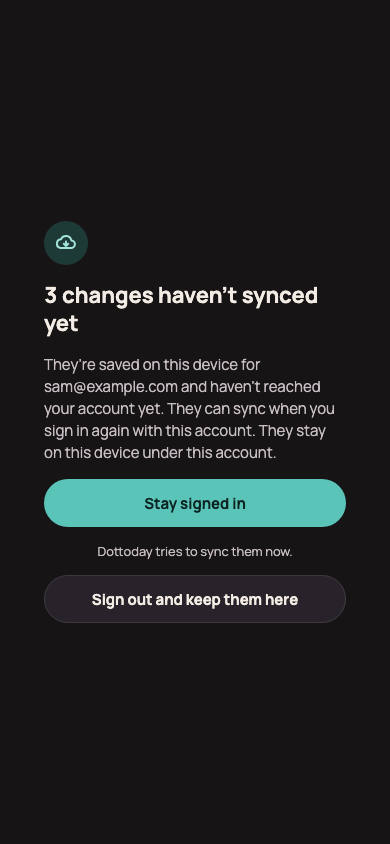 3 changes haven't synced
yet
They're saved on this device for
sam@example.com and haven't reached
your account yet. They can sync when you
sign in again with this account. They stay
on this device under this account.
Stay signed in
Dottoday tries to sync them now.
Sign out and keep them here